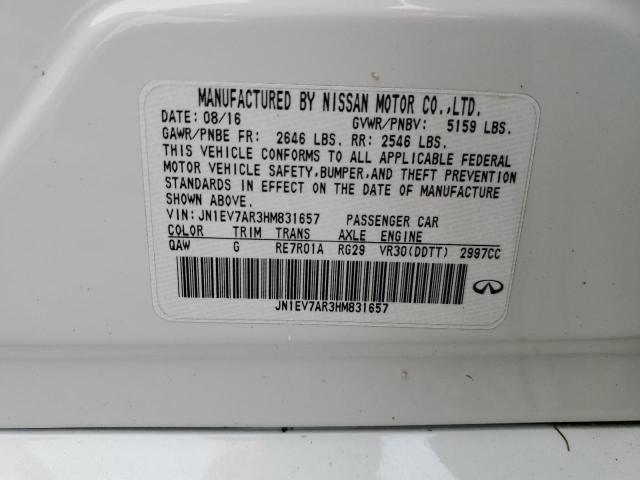 MANUFACTURED BY NISSAN MOTOR CO.,LTD.
DATE: 08/16 GVWR/PNBV: 5159 LBS.
GAWR/PNBE FR: 2646 LBS. RR: 2546 LBS.
THIS VEHICLE CONFORMS TO ALL APPLICABLE FEDERAL
MOTOR VEHICLE SAFETY,BUMPER,AND THEFT PREVENTION
STANDARDS IN EFFECT ON THE DATE OF MANUFACTURE
SHOWN ABOVE.
VIN:JN1EV7AR3HM831657 PASSENGER CAR
COLOR TRIM TRANS AXLE ENGINE
QAW G RE7R01A RG29 VR30(DDTT) 2997CC
JN1EV7AR3HM831657